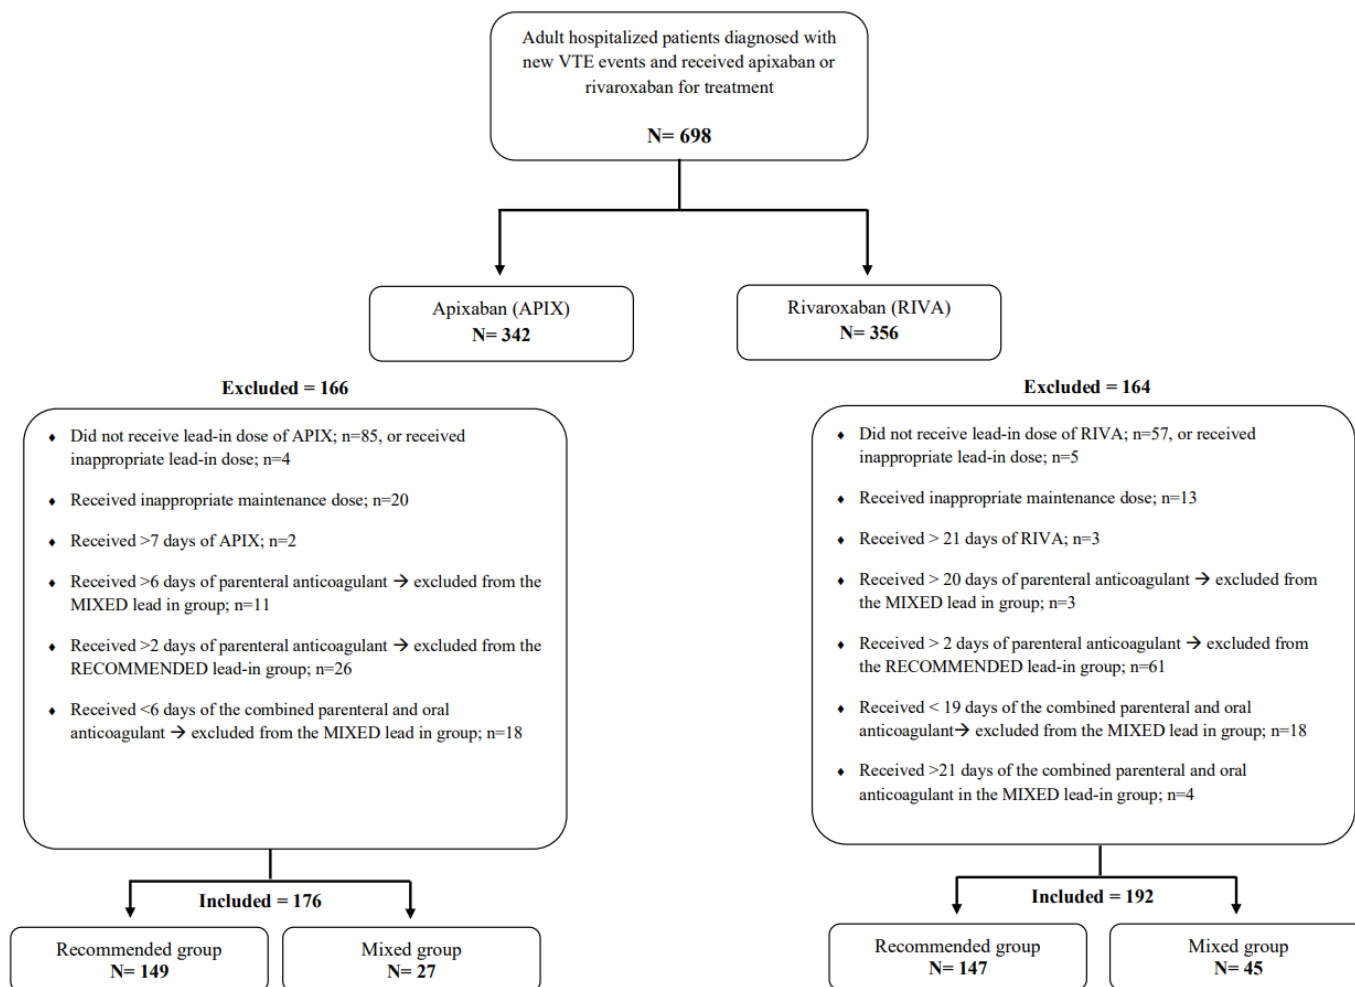 Adult hospitalized patients diagnosed with
new VTE events and received apixaban or
rivaroxaban for treatment
N= 698
Apixaban (APIX)
N= 342
Rivaroxaban (RIVA)
N= 356
Excluded = 166
♦ Did not receive lead-in dose of APIX; n=85, or received
inappropriate lead-in dose; n=4
♦ Received inappropriate maintenance dose; n=20
♦ Received >7 days of APIX; n=2
♦ Received >6 days of parenteral anticoagulant → excluded from the
MIXED lead in group; n=11
♦ Received >2 days of parenteral anticoagulant → excluded from the
RECOMMENDED lead-in group; n=26
♦ Received <6 days of the combined parenteral and oral
anticoagulant → excluded from the MIXED lead in group; n=18
Excluded = 164
♦ Did not receive lead-in dose of RIVA; n=57, or received
inappropriate lead-in dose; n=5
♦ Received inappropriate maintenance dose; n=13
♦ Received > 21 days of RIVA; n=3
♦ Received > 20 days of parenteral anticoagulant → excluded from
the MIXED lead in group; n=3
♦ Received > 2 days of parenteral anticoagulant → excluded from
the RECOMMENDED lead-in group; n=61
♦ Received < 19 days of the combined parenteral and oral
anticoagulant→ excluded from the MIXED lead in group; n=18
♦ Received >21 days of the combined parenteral and oral
anticoagulant in the MIXED lead-in group; n=4
Included = 176
Recommended group
N= 149
Mixed group
N= 27
Included = 192
Recommended group
N= 147
Mixed group
N= 45